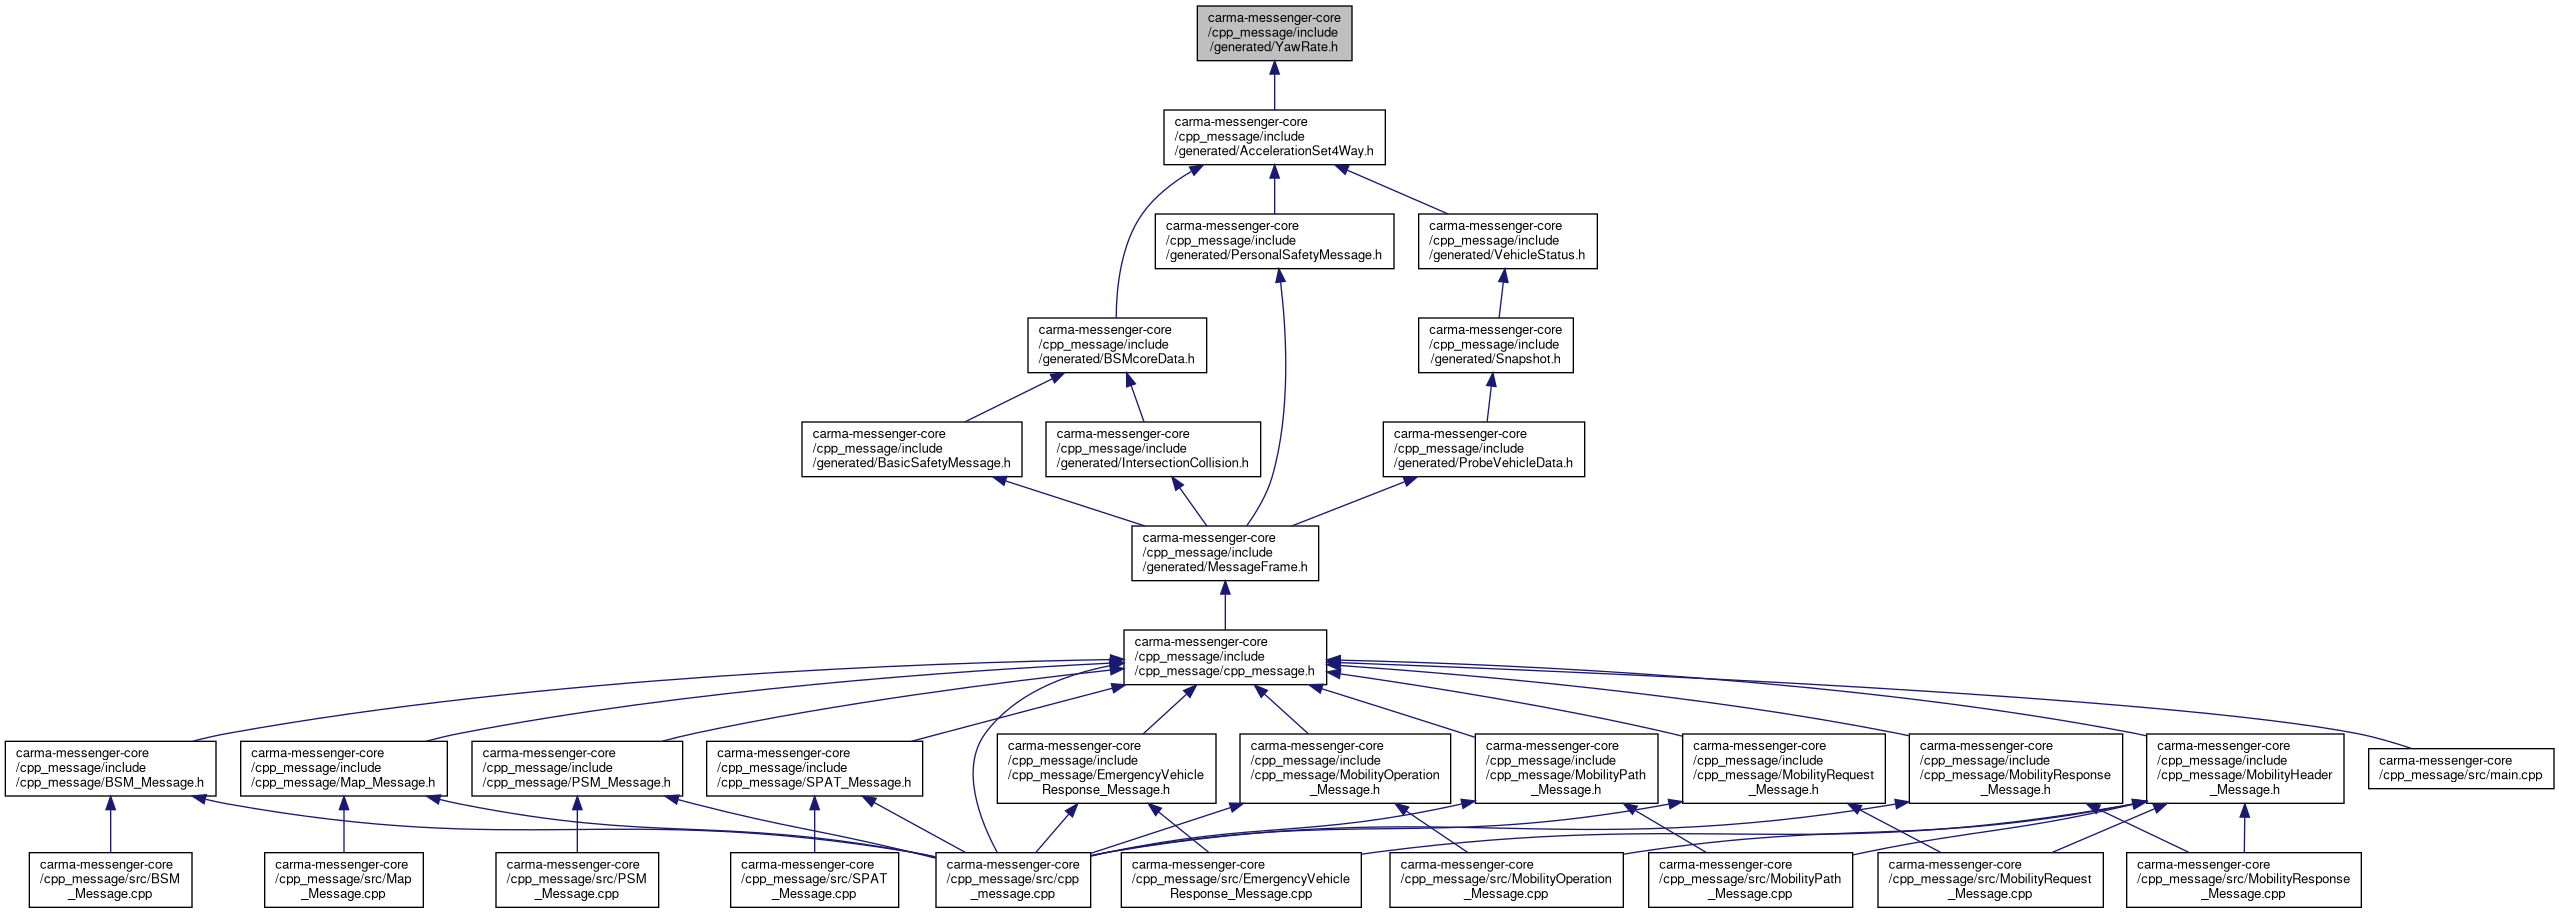 carma-messenger-core
/cpp_message/include
/generated/YawRate.h
carma-messenger-core
/cpp_message/include
/generated/AccelerationSet4Way.h
carma-messenger-core
/cpp_message/include
/generated/PersonalSafetyMessage.h
carma-messenger-core
/cpp_message/include
/generated/VehicleStatus.h
carma-messenger-core
/cpp_message/include
/generated/BSMcoreData.h
carma-messenger-core
/cpp_message/include
/generated/Snapshot.h
carma-messenger-core
/cpp_message/include
/generated/BasicSafetyMessage.h
carma-messenger-core
/cpp_message/include
/generated/IntersectionCollision.h
carma-messenger-core
/cpp_message/include
/generated/ProbeVehicleData.h
carma-messenger-core
/cpp_message/include
/generated/MessageFrame.h
carma-messenger-core
/cpp_message/include
/cpp_message/cpp_message.h
carma-messenger-core
/cpp_message/include
/cpp_message/BSM_Message.h
carma-messenger-core
/cpp_message/include
/cpp_message/Map_Message.h
carma-messenger-core
/cpp_message/include
/cpp_message/PSM_Message.h
carma-messenger-core
/cpp_message/include
/cpp_message/SPAT_Message.h
carma-messenger-core
/cpp_message/include
/cpp_message/EmergencyVehicle
Response_Message.h
carma-messenger-core
/cpp_message/include
/cpp_message/MobilityOperation
_Message.h
carma-messenger-core
/cpp_message/include
/cpp_message/MobilityPath
_Message.h
carma-messenger-core
/cpp_message/include
/cpp_message/MobilityRequest
_Message.h
carma-messenger-core
/cpp_message/include
/cpp_message/MobilityResponse
_Message.h
carma-messenger-core
/cpp_message/include
/cpp_message/MobilityHeader
_Message.h
carma-messenger-core
/cpp_message/src/main.cpp
carma-messenger-core
/cpp_message/src/BSM
_Message.cpp
carma-messenger-core
/cpp_message/src/Map
_Message.cpp
carma-messenger-core
/cpp_message/src/PSM
_Message.cpp
carma-messenger-core
/cpp_message/src/SPAT
_Message.cpp
carma-messenger-core
/cpp_message/src/cpp
_message.cpp
carma-messenger-core
/cpp_message/src/EmergencyVehicle
Response_Message.cpp
carma-messenger-core
/cpp_message/src/MobilityOperation
_Message.cpp
carma-messenger-core
/cpp_message/src/MobilityPath
_Message.cpp
carma-messenger-core
/cpp_message/src/MobilityRequest
_Message.cpp
carma-messenger-core
/cpp_message/src/MobilityResponse
_Message.cpp